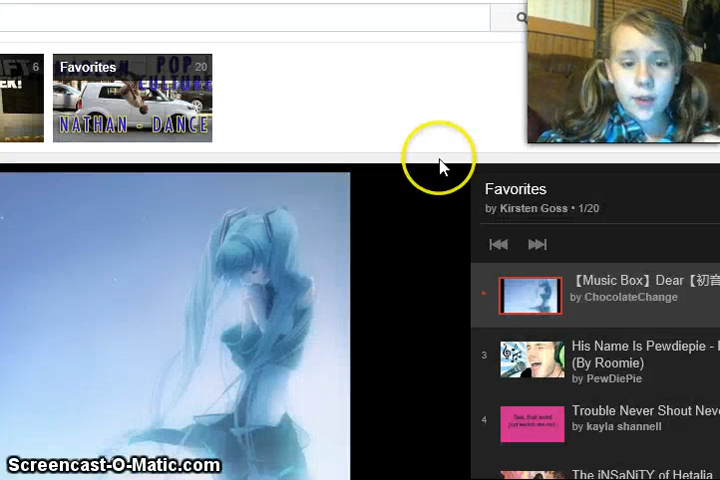 6
Favorites
20
POP
CULTURE
NATHAN - DANCE
Favorites
by Kirsten Goss • 1/20
【Music Box】Dear【初音
by ChocolateChange
3
His Name Is Pewdiepie -
(By Roomie)
by PewDiePie
4
Trouble Never Shout Neve
by kayla shannell
The iNSaNiTY of Hetalia
Screencast-O-Matic.com